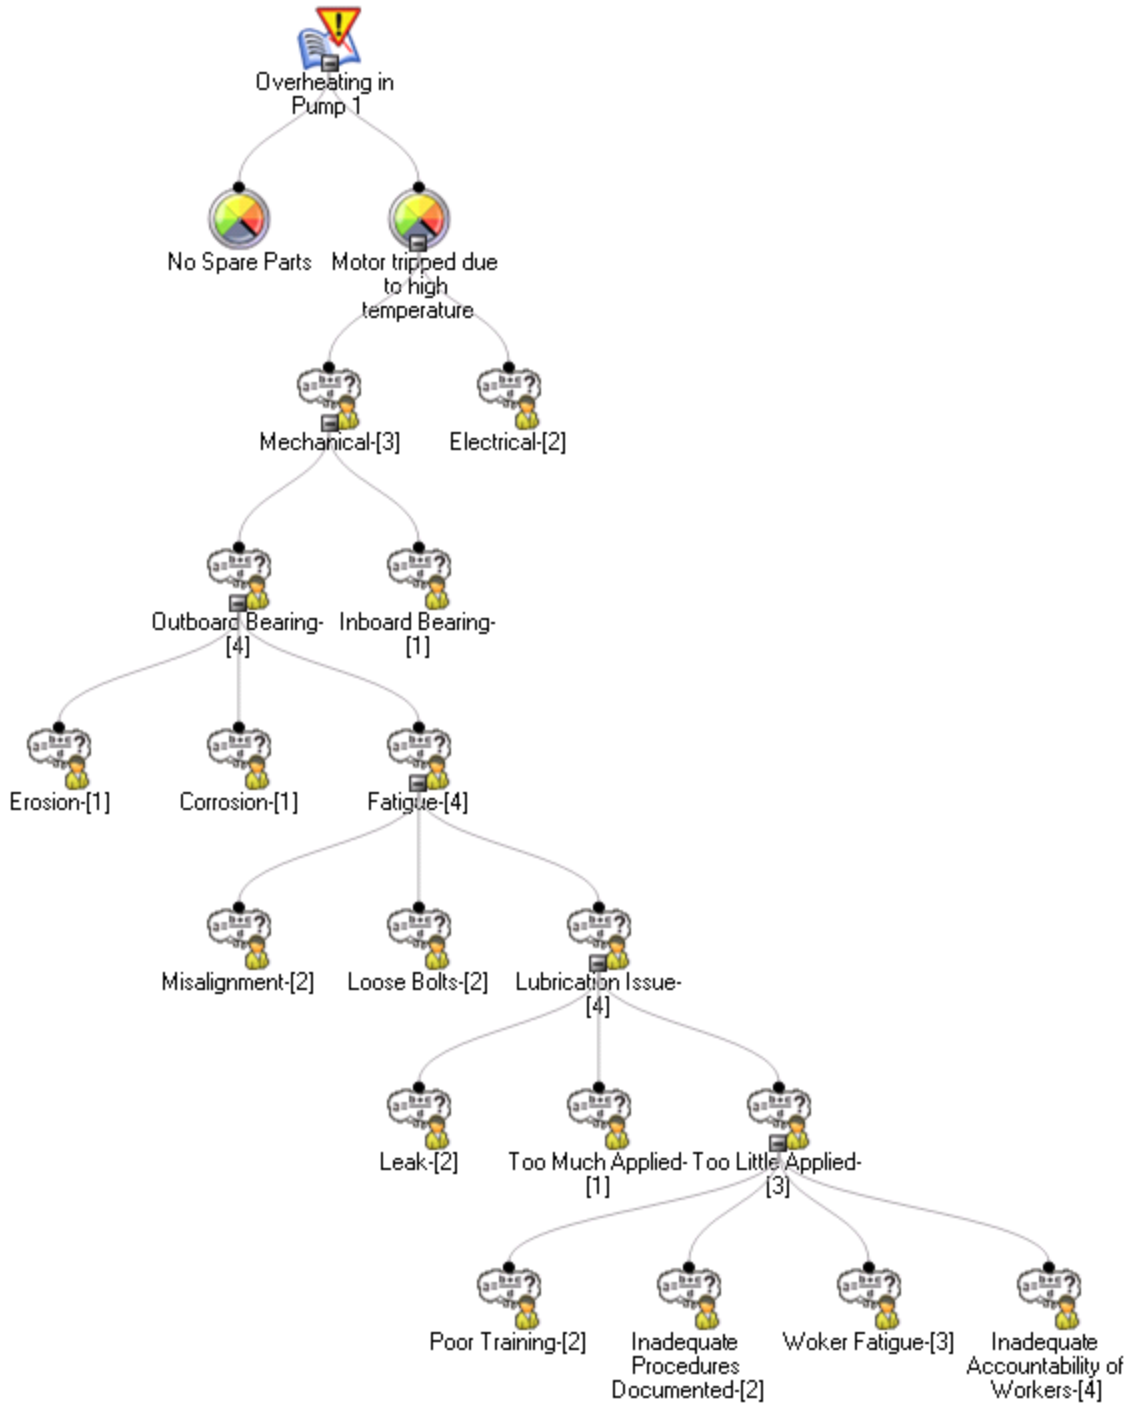 Overheating in
Pump 1
No Spare Parts
Motor tripped due
to high
temperature
Mechanical-[3]
Electrical-[2]
Outboard Bearing-
[4]
Inboard Bearing-
[1]
Erosion-[1]
Corrosion-[1]
Fatigue-[4]
Misalignment-[2]
Loose Bolts-[2]
Lubrication Issue-
[4]
Leak-[2]
Too Much Applied-
[1]
Too Little Applied-
[3]
Poor Training-[2]
Inadequate
Procedures
Documented-[2]
Woker Fatigue-[3]
Inadequate
Accountability of
Workers-[4]